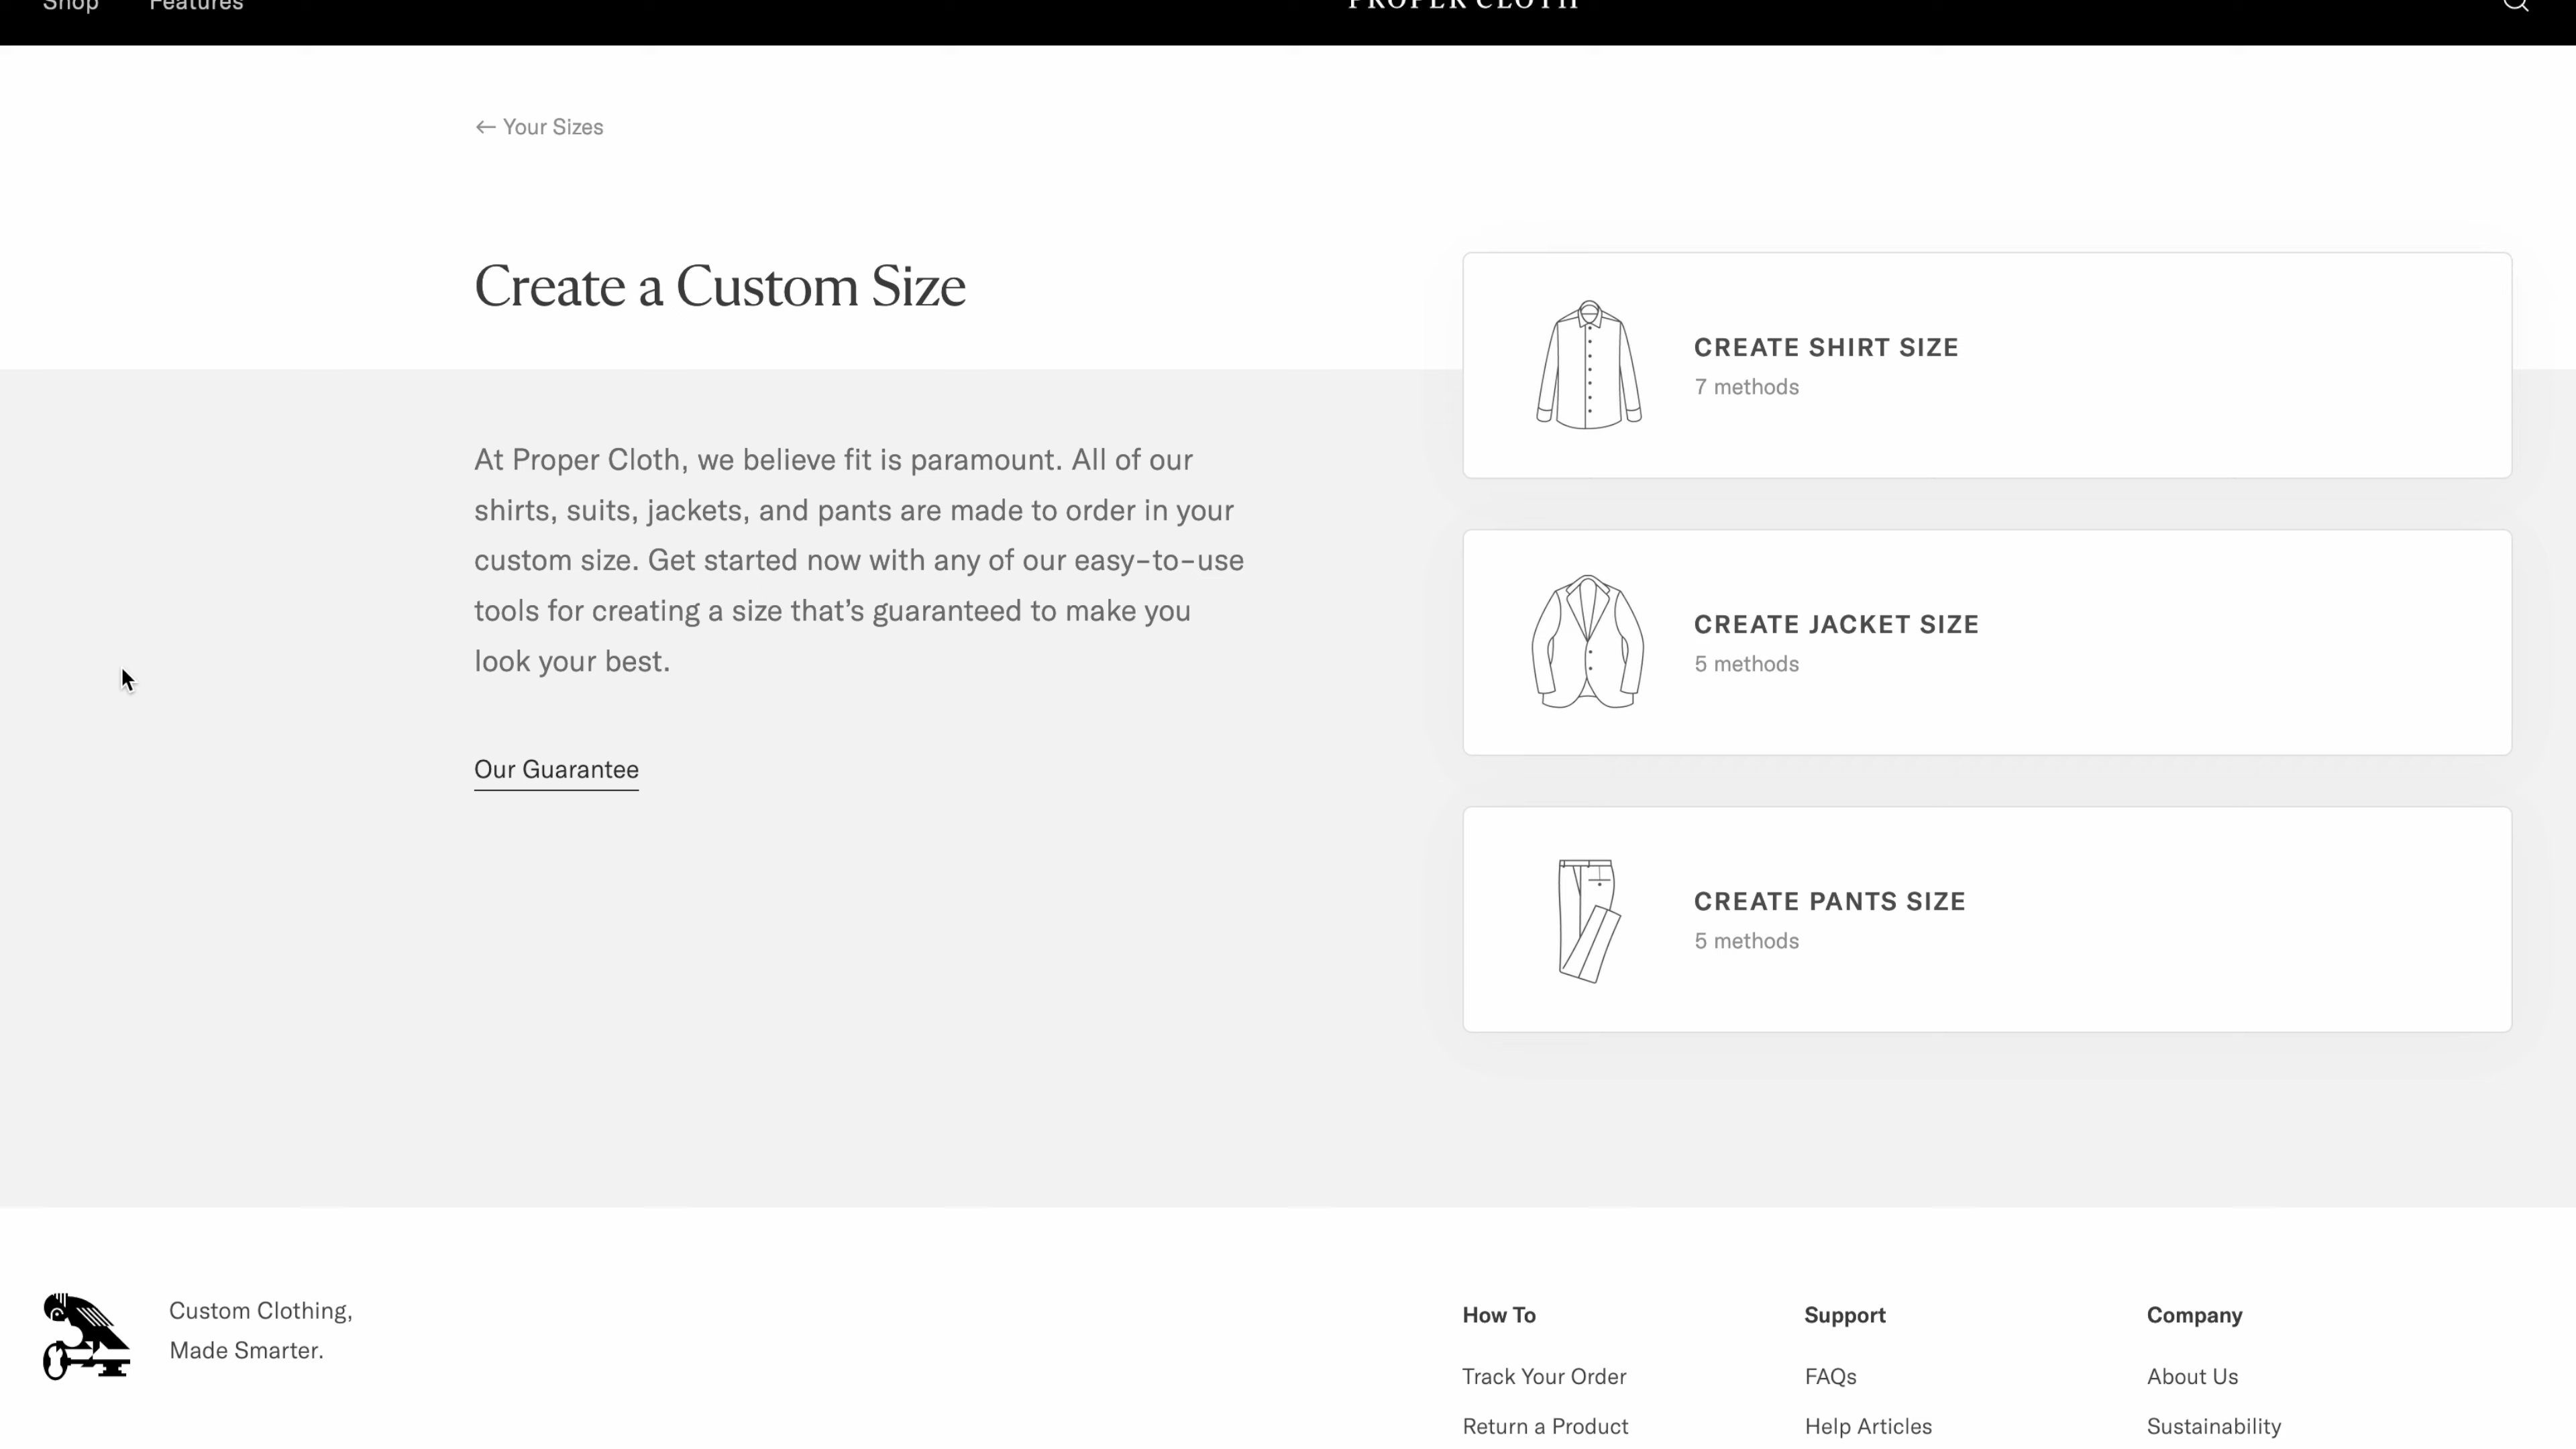 Shop Features PROPER CLOTH
← Your Sizes
Create a Custom Size
At Proper Cloth, we believe fit is paramount. All of our
shirts, suits, jackets, and pants are made to order in your
custom size. Get started now with any of our easy-to-use
tools for creating a size that’s guaranteed to make you
look your best.
Our Guarantee
CREATE SHIRT SIZE
7 methods
CREATE JACKET SIZE
5 methods
CREATE PANTS SIZE
5 methods
Custom Clothing,
Made Smarter.
How To
Track Your Order
Return a Product
Support
FAQs
Help Articles
Company
About Us
Sustainability